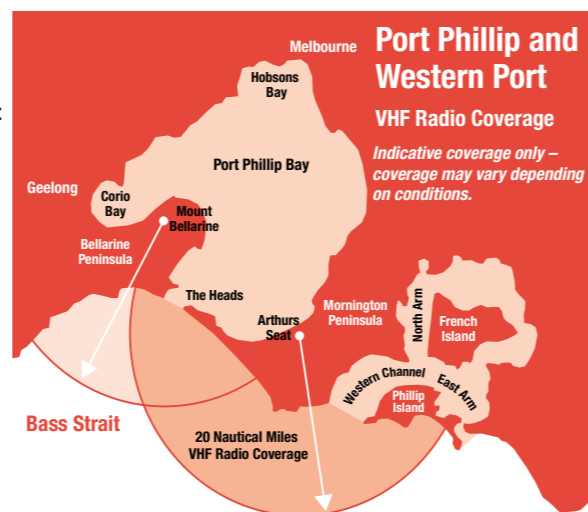 Port Phillip and
Western Port
VHF Radio Coverage
Indicative coverage only –
coverage may vary depending
on conditions.
Melbourne
Hobsons
Bay
Port Phillip Bay
Geelong
Corio
Bay
Mount
Bellarine
Bellarine
Peninsula
The Heads
Arthurs
Seat
Mornington
Peninsula
North Arm
French
Island
Western Channel
East Arm
Phillip
Island
Bass Strait
20 Nautical Miles
VHF Radio Coverage